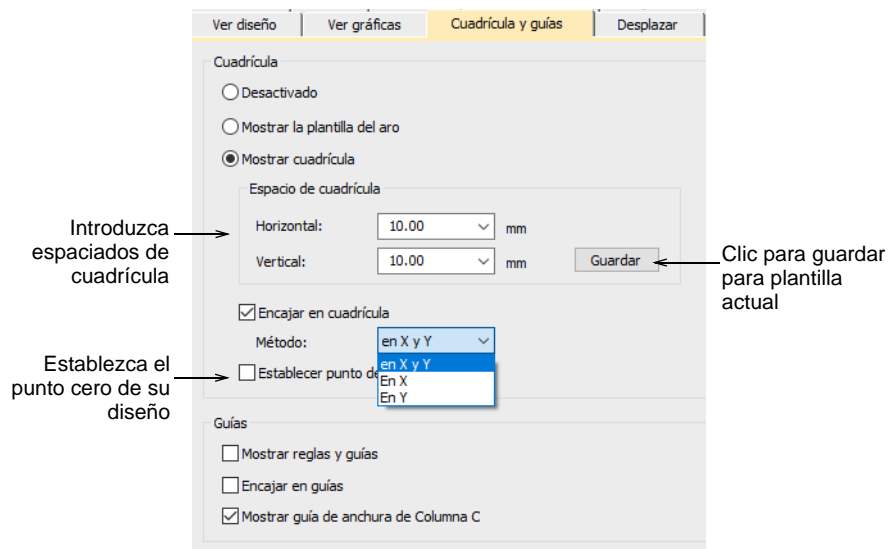 Ver diseño
Ver gráficas
Cuadrícula y guías
Desplazar
Cuadrícula
Desactivado
Mostrar la plantilla del aro
Mostrar cuadrícula
Espacio de cuadrícula
Horizontal: 10.00 mm
Vertical: 10.00 mm
Guardar
Introduzca
espaciados de
cuadrícula
Clic para guardar
para plantilla
actual
Encajar en cuadrícula
Método: en X y Y
en X y Y
En X
En Y
Establecer punto de
Establezca el
punto cero de su
diseño
Guías
Mostrar reglas y guías
Encajar en guías
Mostrar guía de anchura de Columna C